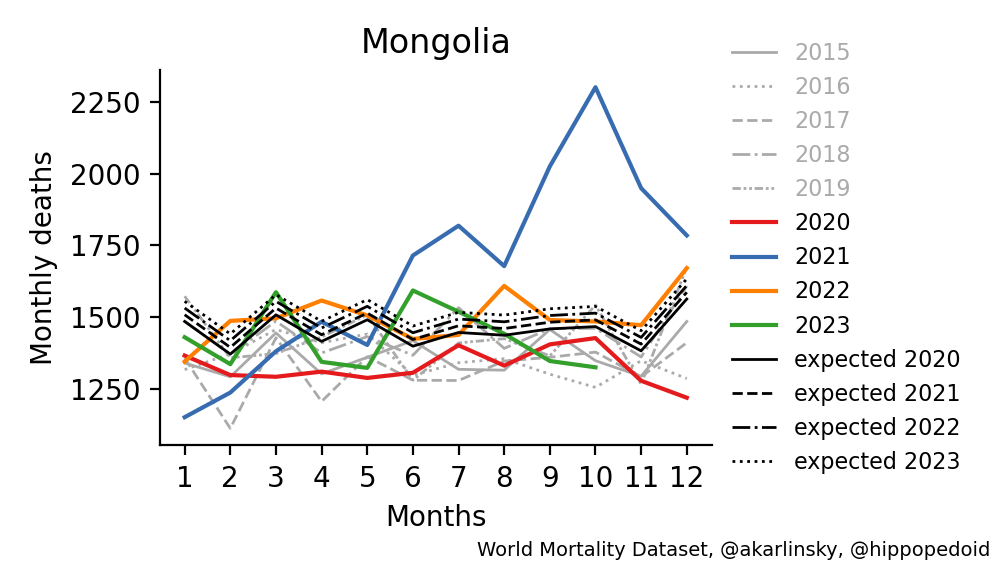 Mongolia
Monthly deaths
2250
2000
1750
1500
1250
1 2 3 4 5 6 7 8 9 10 11 12
Months
2015
2016
2017
2018
2019
2020
2021
2022
2023
expected 2020
expected 2021
expected 2022
expected 2023
World Mortality Dataset, @akarlinsky, @hippopedoid